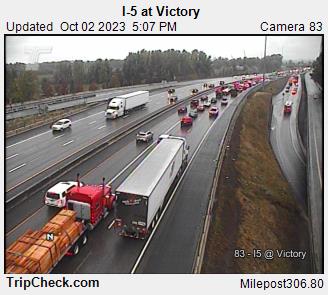 I-5 at Victory
Updated Oct 02 2023 5:07 PM Camera 83
N
83 - I5 @ Victory
TripCheck.com Milepost306.80